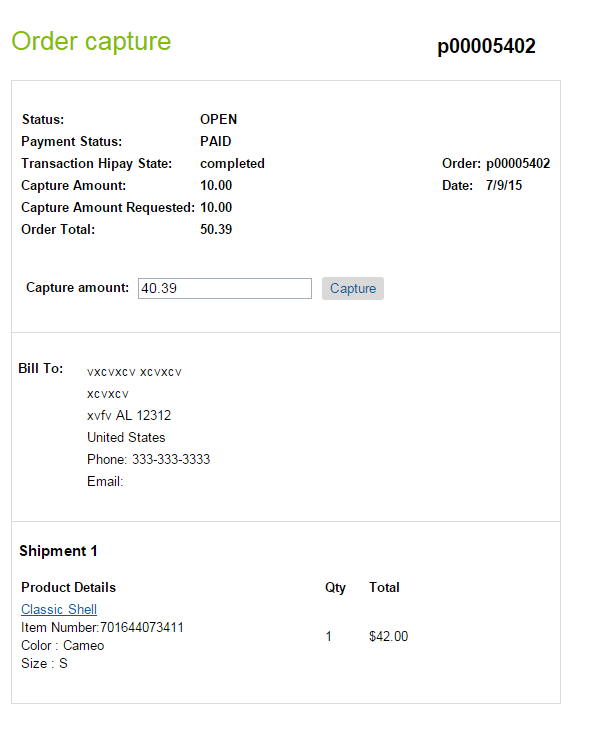 Order capture
p00005402
Status: OPEN
Payment Status: PAID
Transaction Hipay State: completed
Order: p00005402
Capture Amount: 10.00
Date: 7/9/15
Capture Amount Requested: 10.00
Order Total: 50.39
Capture amount: 40.39 Capture
Bill To: vxcvxcv xcvxcv
xcvxcv
xvfv AL 12312
United States
Phone: 333-333-3333
Email:
Shipment 1
Product Details Qty Total
Classic Shell
Item Number:701644073411
1 $42.00
Color : Cameo
Size : S